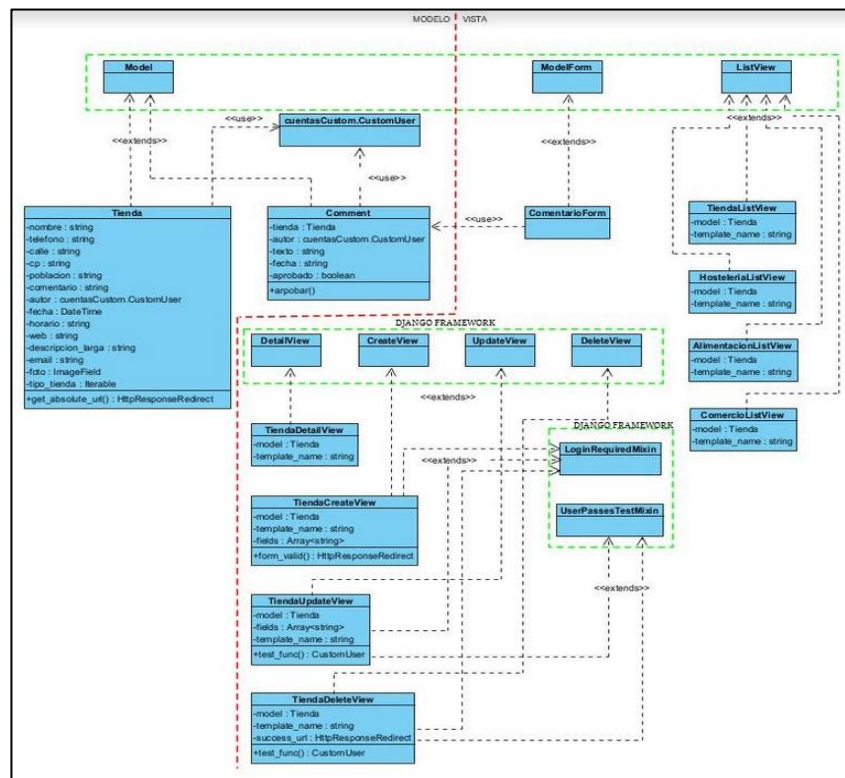 MODELO VISTA
Model
ModelForm
ListView
<<use>>
cuentasCustom.CustomUser
<<extends>>
<<use>>
<<extends>>
<<extends>>
Tienda
-nombre : string
-telefono : string
-calle : string
-cp : string
-poblacion : string
-comentario : string
-autor : cuentasCustom.CustomUser
-fecha : DateTime
-horario : string
-web : string
-descripcion_larga : string
-email : string
-foto : ImageField
-tipo_tienda : Iterable
+get_absolute_url() : HttpResponseRedirect
Comment
-tienda : Tienda
-autor : cuentasCustom.CustomUser
-texto : string
-fecha : string
-aprobado : boolean
+arpobar()
<<use>>
ComentarioForm
TiendaListView
-model : Tienda
-template_name : string
HosteleriaListView
-model : Tienda
-template_name : string
AlimentacionListView
-model : Tienda
-template_name : string
ComercioListView
-model : Tienda
-template_name : string
DJANGO FRAMEWORK
DetailView
CreateView
UpdateView
DeleteView
<<extends>>
DJANGO FRAMEWORK
TiendaDetailView
-model : Tienda
-template_name : string
LoginRequiredMixin
<<extends>>
UserPassesTestMixin
TiendaCreateView
-model : Tienda
-template_name : string
-fields : Array<string>
+form_valid() : HttpResponseRedirect
<<extends>>
TiendaUpdateView
-model : Tienda
-fields : Array<string>
-template_name : string
+test_func() : CustomUser
TiendaDeleteView
-model : Tienda
-template_name : string
-success_url : HttpResponseRedirect
+test_func() : CustomUser